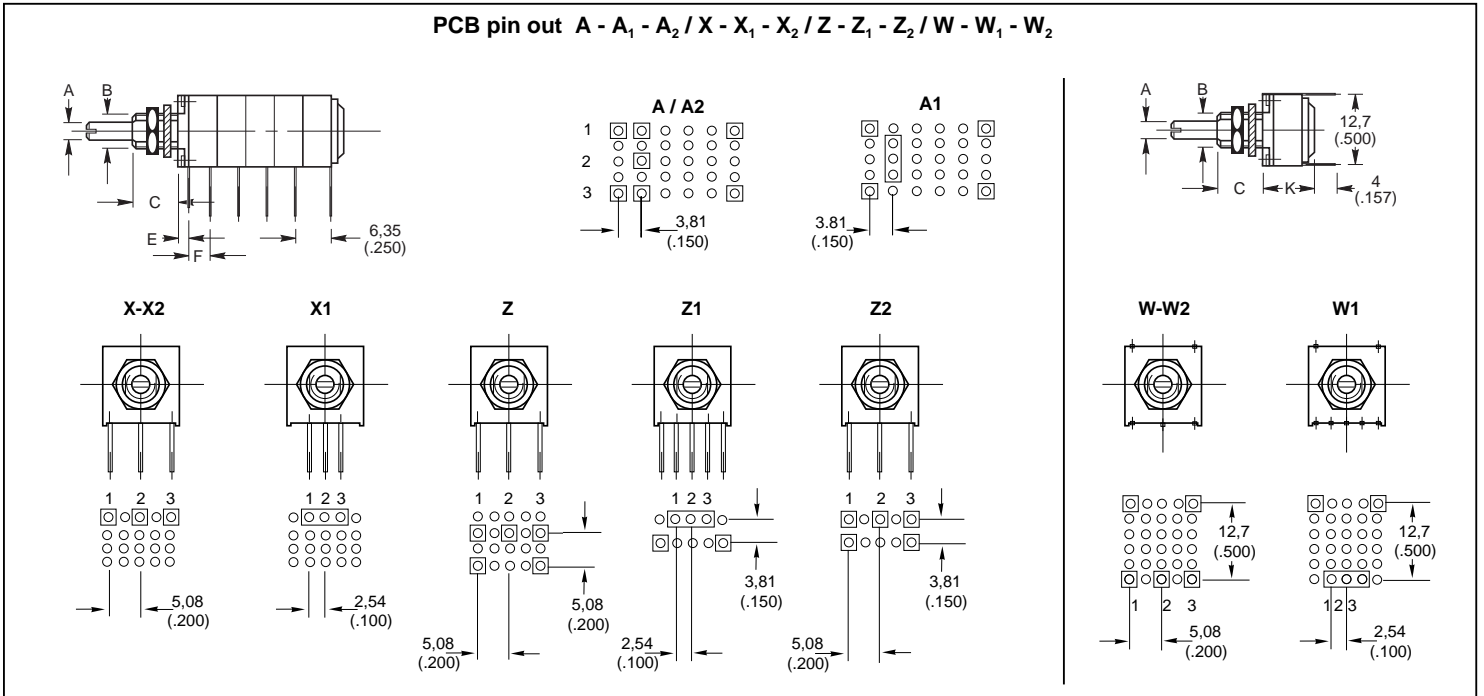 PCB pin out A - A1 - A2 / X - X1 - X2 / Z - Z1 - Z2 / W - W1 - W2
A
B
C
E
F
6,35
(.250)
A / A2
1
2
3
3,81
(.150)
A1
3.81
(.150)
A
B
C
K
12,7
(.500)
4
(.157)
X-X2
1 2 3
5,08
(.200)
X1
1 2 3
2,54
(.100)
Z
1 2 3
5,08
(.200)
5,08
(.200)
Z1
1 2 3
3,81
(.150)
2,54
(.100)
Z2
1 2 3
3,81
(.150)
5,08
(.200)
W-W2
12,7
(.500)
1 2 3
5,08
(.200)
W1
12,7
(.500)
1 2 3
2,54
(.100)